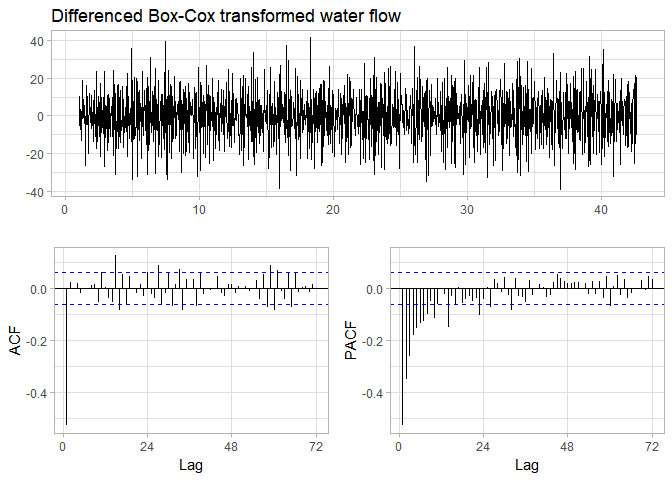 Differenced Box-Cox transformed water flow
40
20
0
-20
-40
0 10 20 30 40
ACF
0.0
-0.2
-0.4
0 24 48 72
Lag
PACF
0.0
-0.2
-0.4
0 24 48 72
Lag